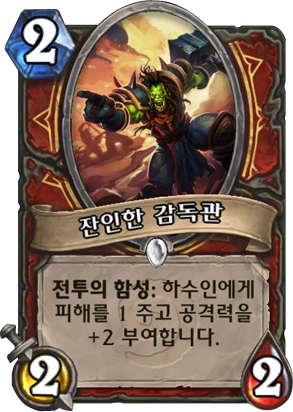 2
잔인한 감독관
전투의 함성: 하수인에게
피해를 1 주고 공격력을
+2 부여합니다.
2
2